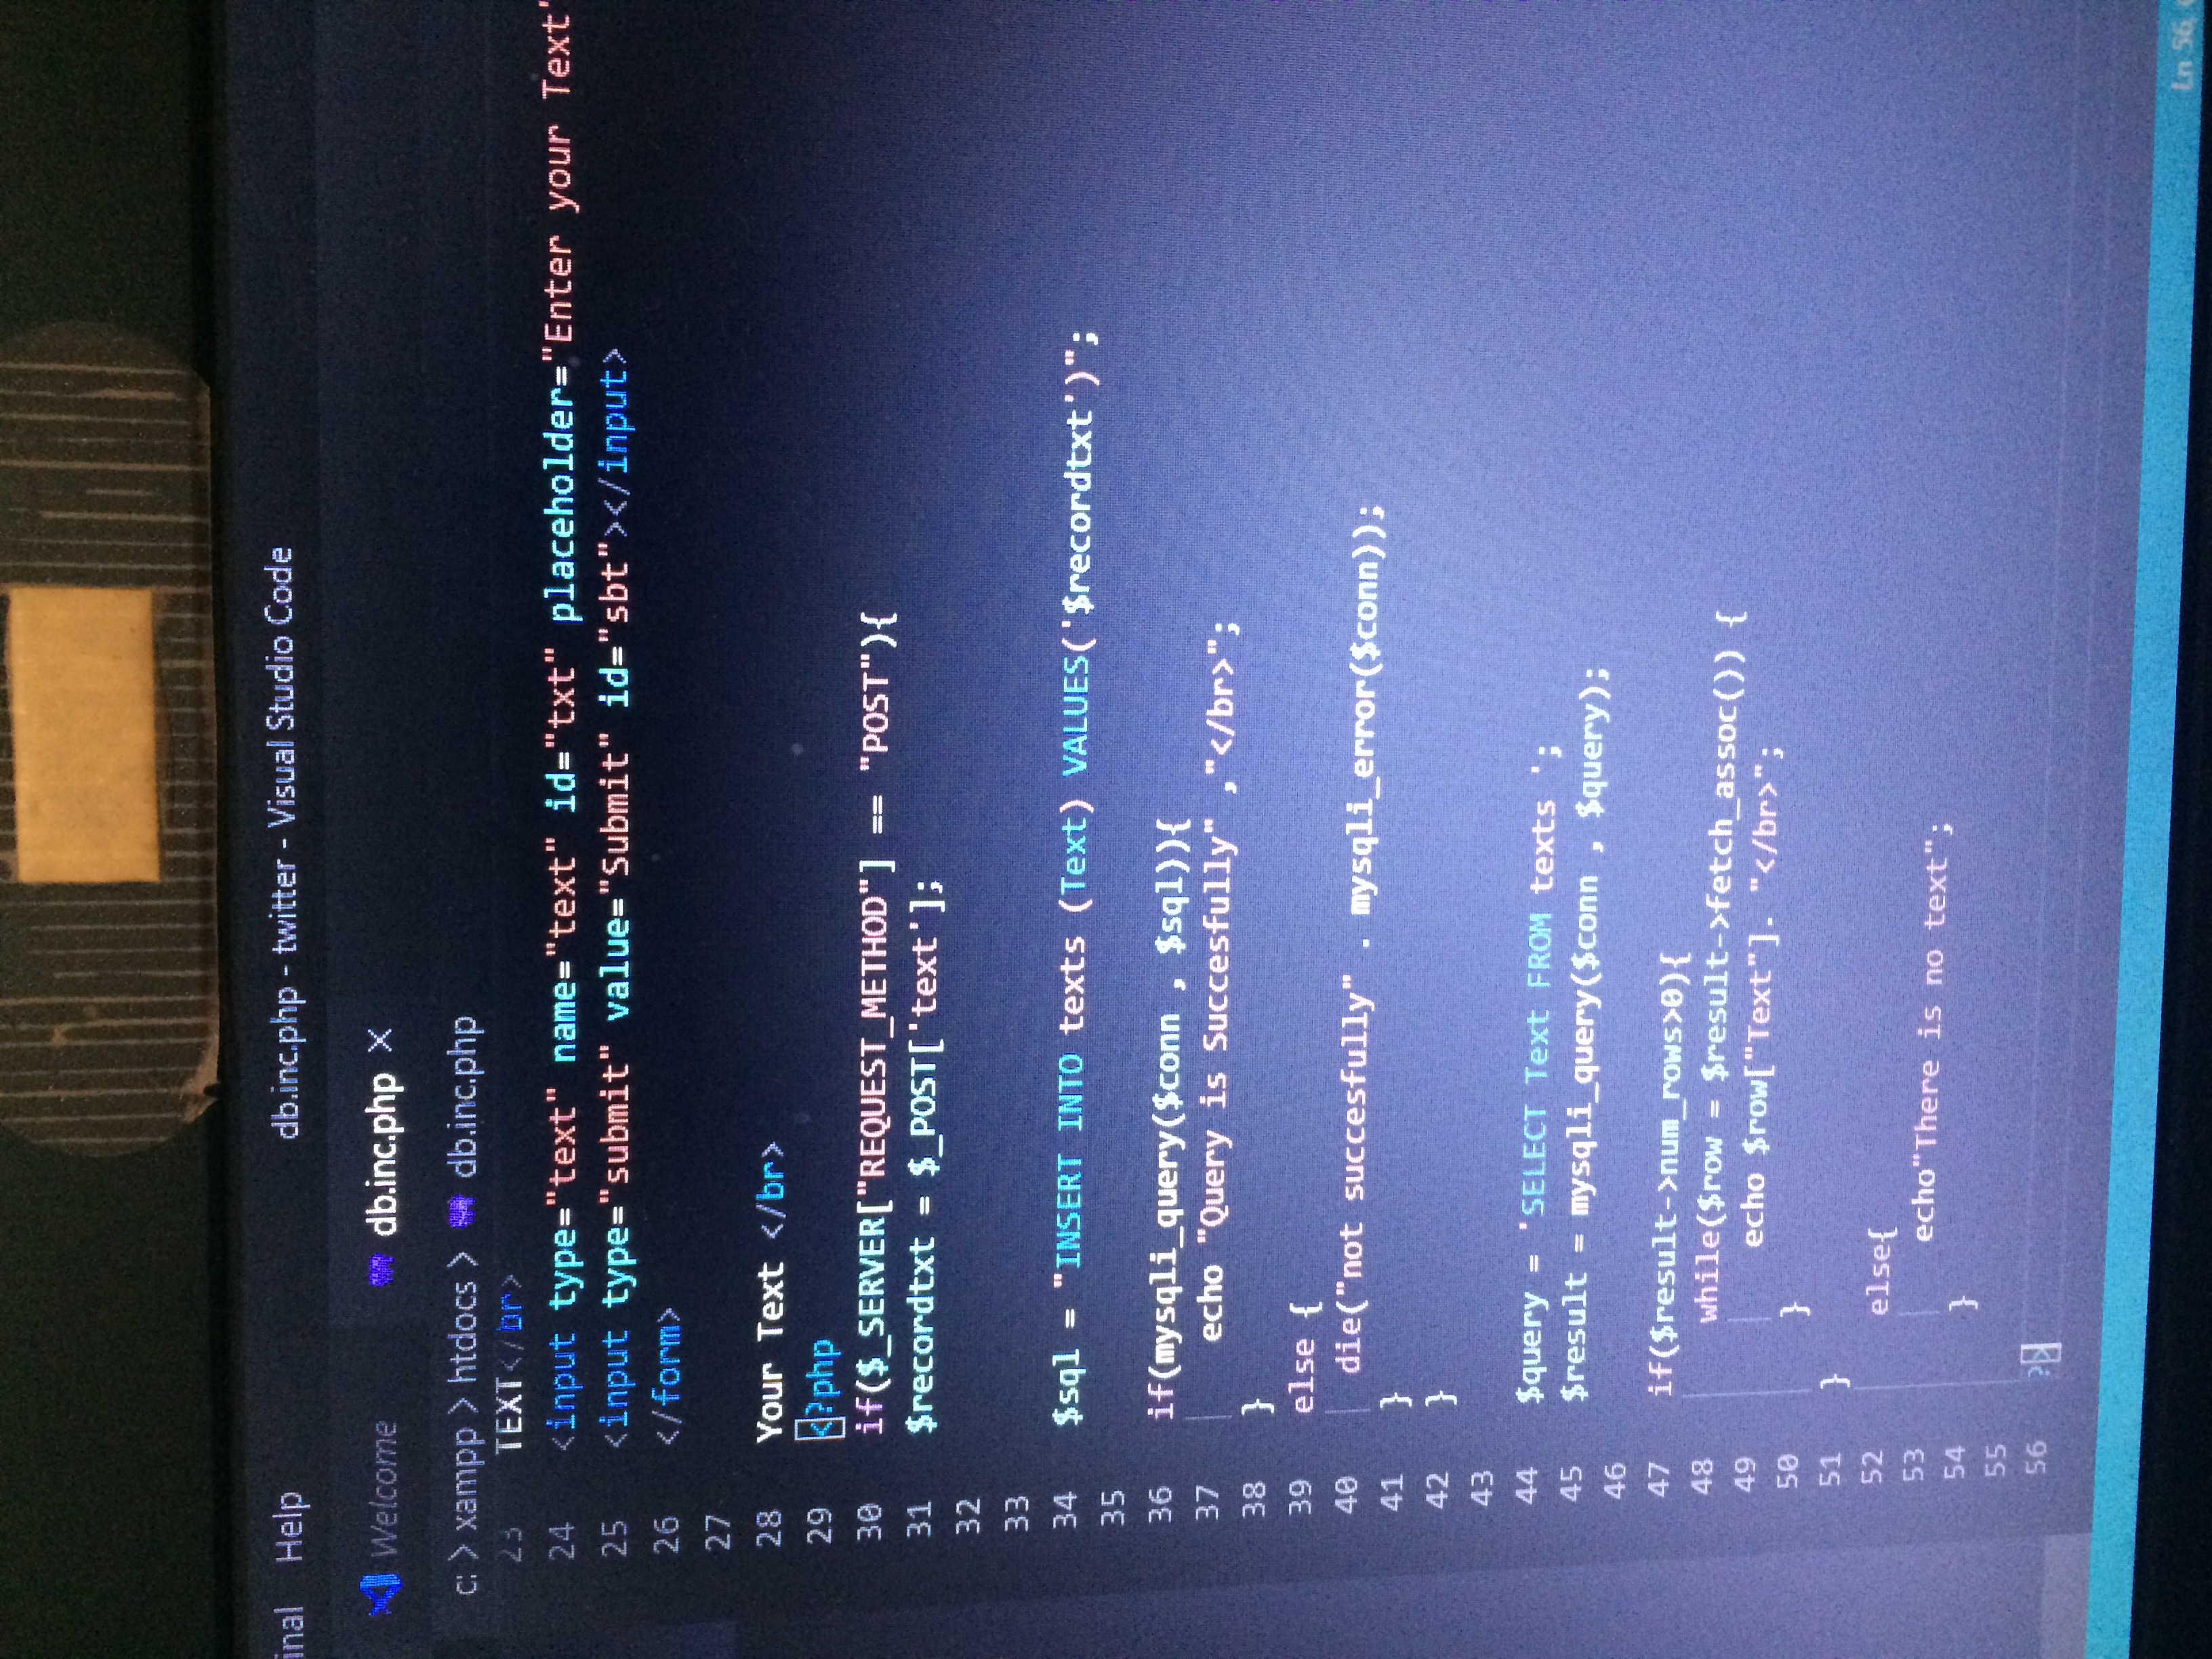 Help
db.inc.php - twitter - Visual Studio Code
Welcome
db.inc.php ×
c: > xampp > htdocs > db.inc.php
23 TEXT</br>
24 <input type="text" name="text" id="txt" placeholder="Enter your Text"
25 <input type="submit" value="Submit" id="sbt"></input>
26 </form>
27
28 Your Text </br>
29 <?php
30 if($_SERVER["REQUEST_METHOD"] == "POST"){
31 $recordtxt = $_POST['text'];
32
33
34 $sql = "INSERT INTO texts (Text) VALUES('$recordtxt')";
35
36 if(mysqli_query($conn , $sql)){
37 echo "Query is Succesfully" ,"</br>";
38 }
39 else {
40 die("not succesfully" . mysqli_error($conn));
41 }
42 }
43
44 $query = 'SELECT Text FROM texts ';
45 $result = mysqli_query($conn , $query);
46
47 if($result->num_rows>0){
48 while($row = $result->fetch_assoc()) {
49 echo $row["Text"]. "</br>";
50 }
51 }
52 else{
53 echo"There is no text";
54 }
55
56 ?>
Ln 56,